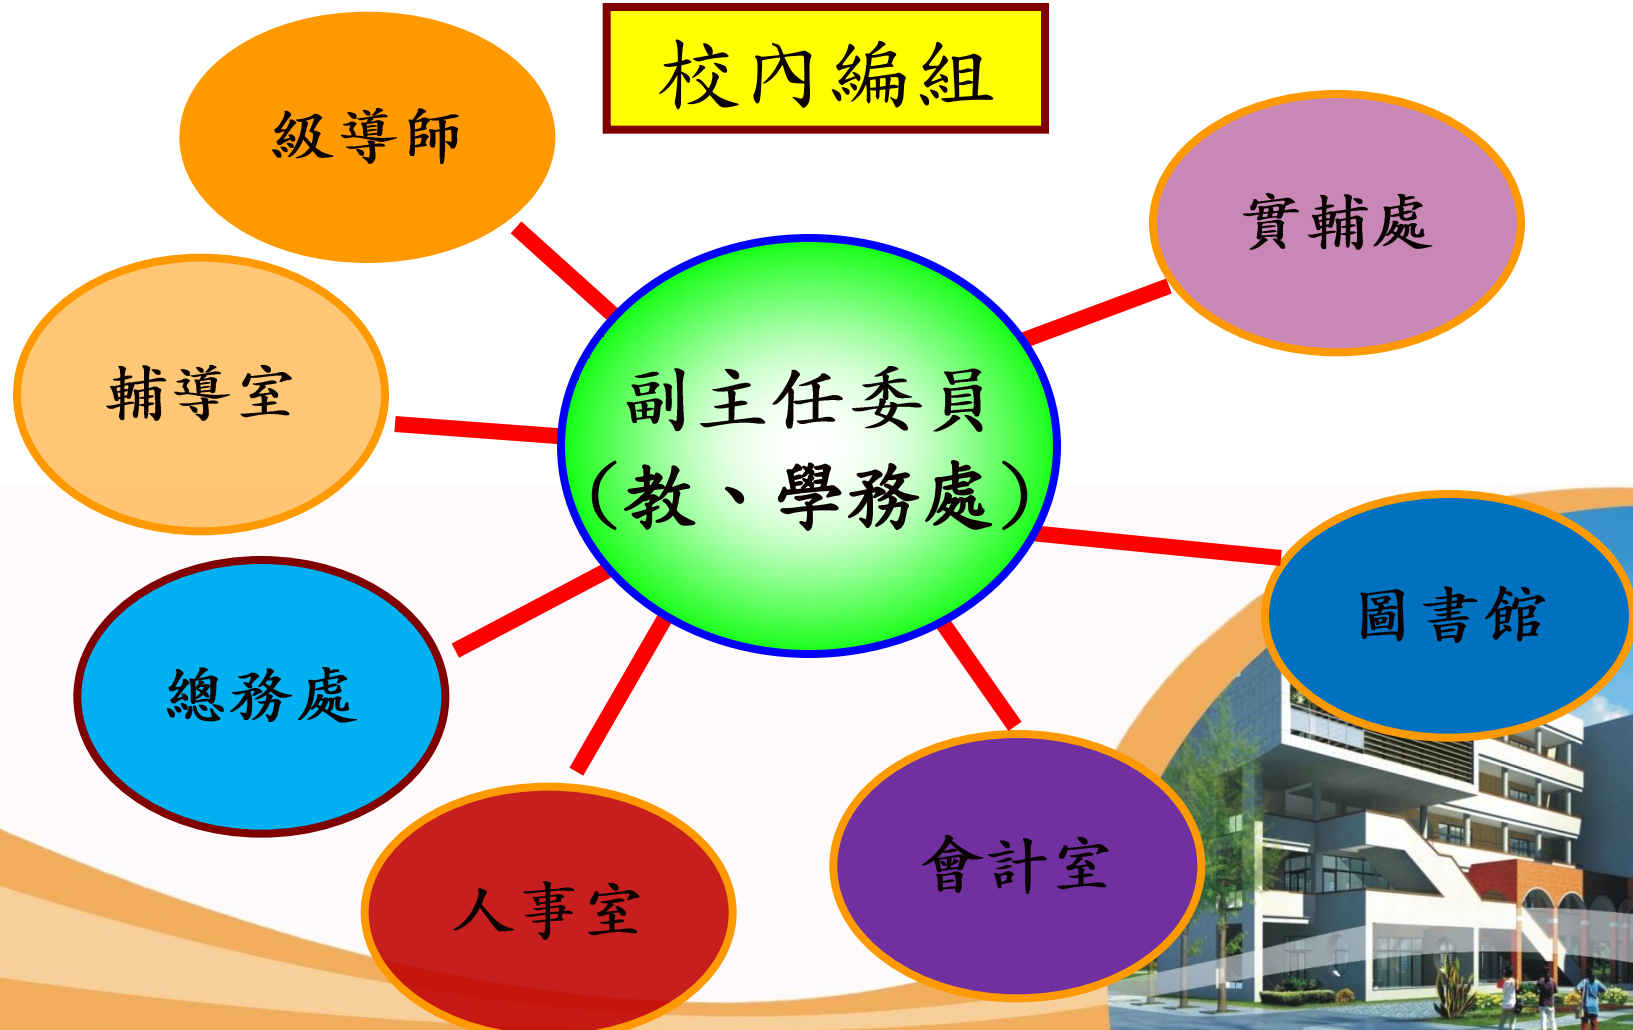 校內編組
級導師
實輔處
輔導室
副主任委員
（教、學務處）
圖書館
總務處
會計室
人事室